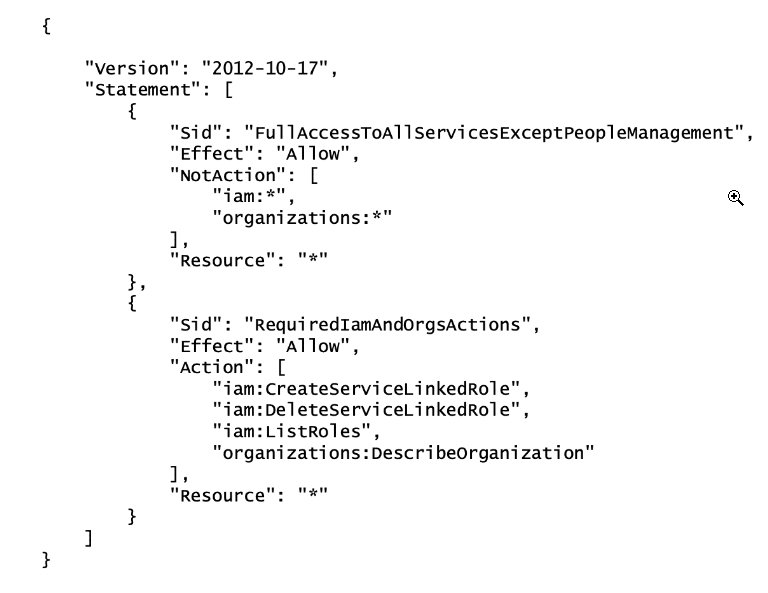 {
"Version": "2012-10-17",
"Statement": [
{
"Sid": "FullAccessToAllServicesExceptPeopleManagement",
"Effect": "Allow",
"NotAction": [
"iam:*",
"organizations:*"
],
"Resource": "*"
},
{
"Sid": "RequiredIamAndOrgsActions",
"Effect": "Allow",
"Action": [
"iam:CreateServiceLinkedRole",
"iam:DeleteServiceLinkedRole",
"iam:ListRoles",
"organizations:DescribeOrganization"
],
"Resource": "*"
}
]
}